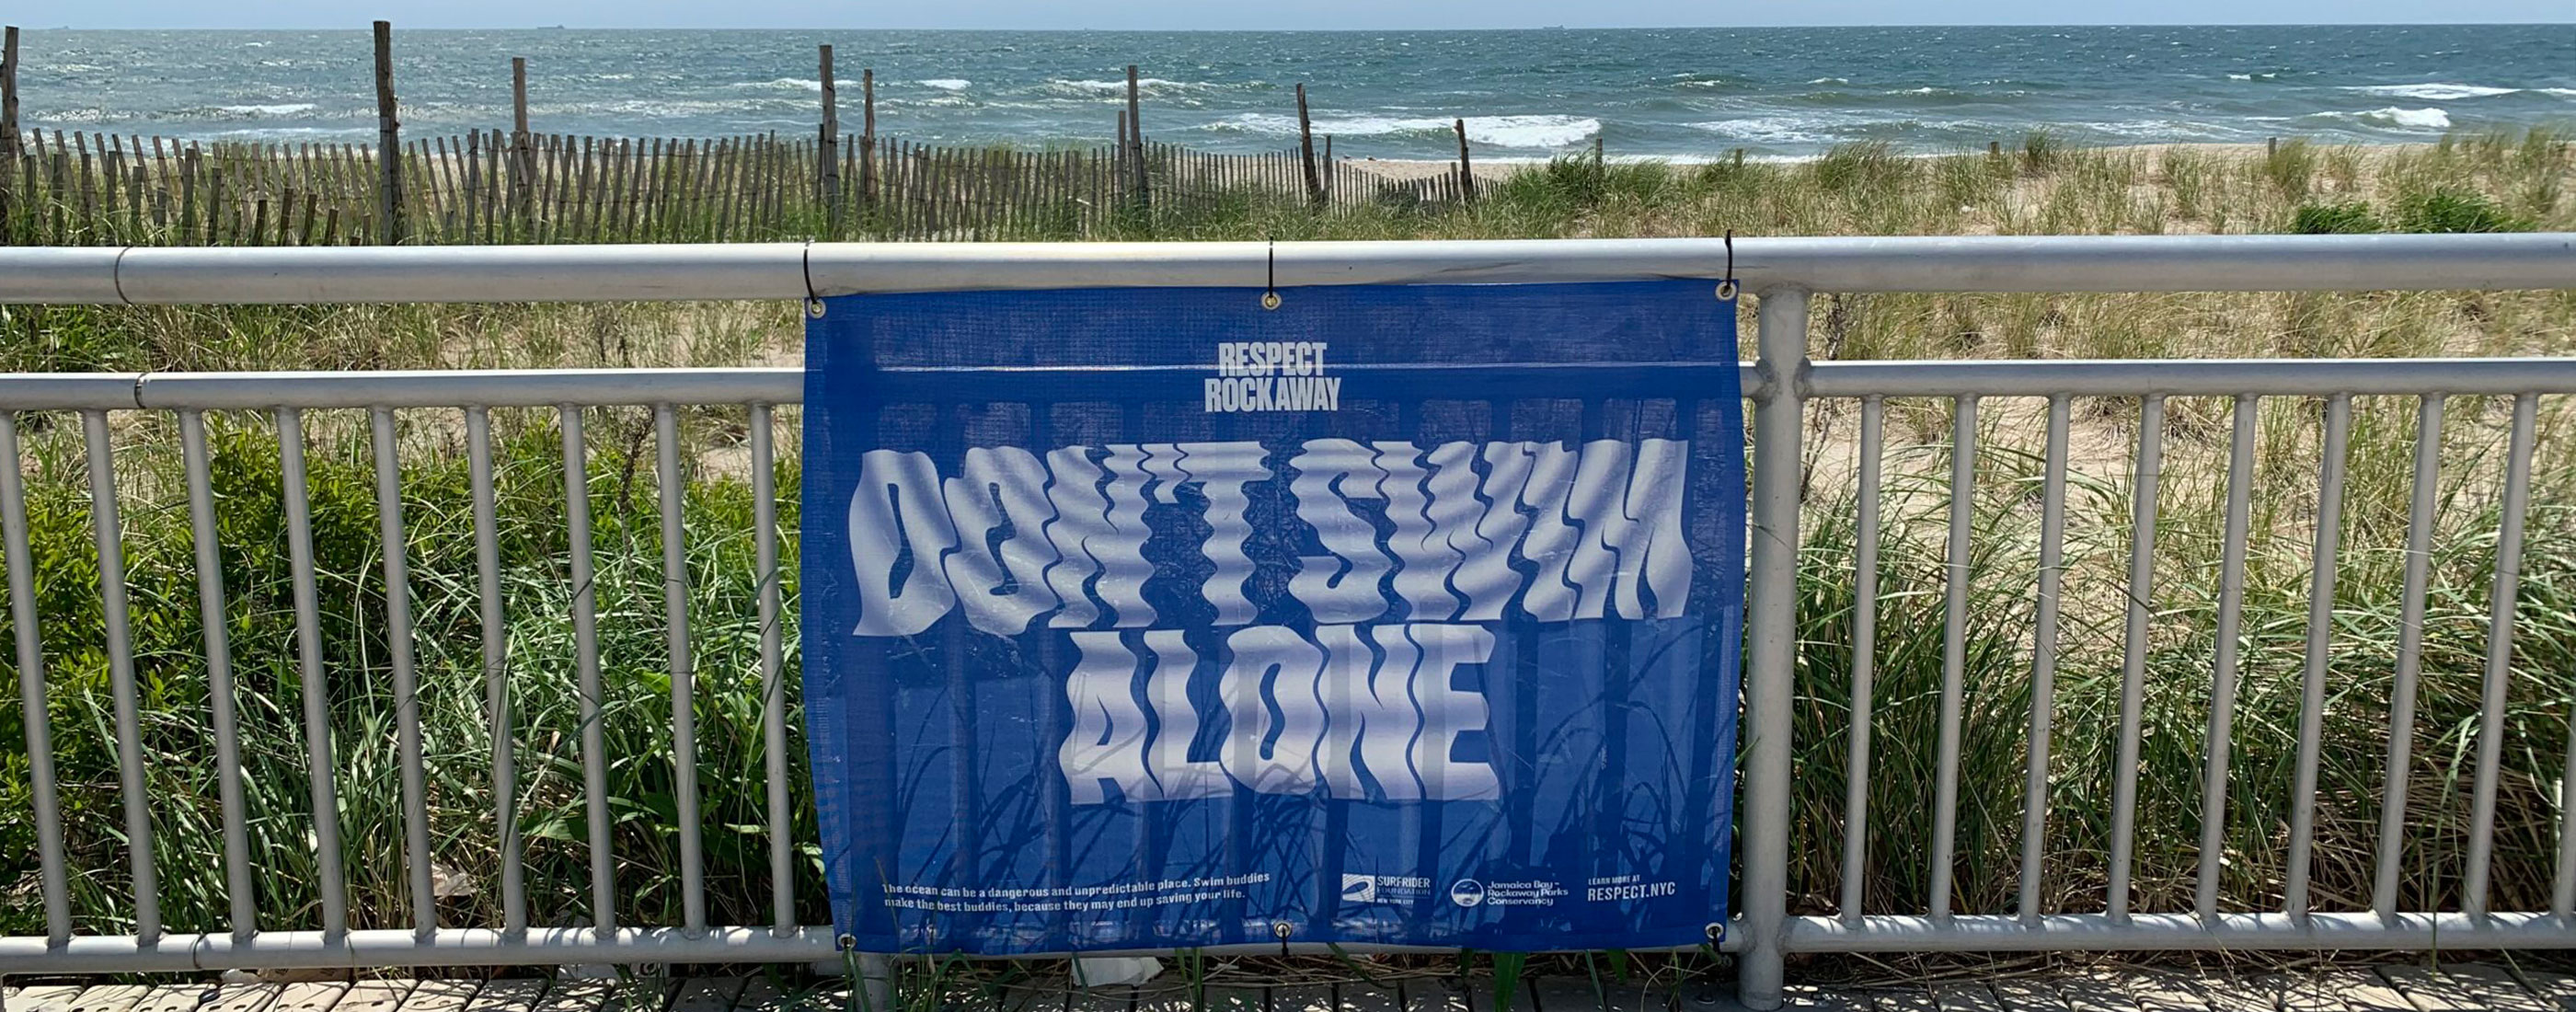 RESPECT
ROCKAWAY
DON'T SWIM
ALONE
The ocean can be a dangerous and unpredictable place. Swim buddies
make the best buddies, because they may end up saving your life.
SURFRIDER
FOUNDATION
NEW YORK CITY
Jamaica Bay-
Rockaway Parks
Conservancy
LEARN MORE AT
RESPECT.NYC